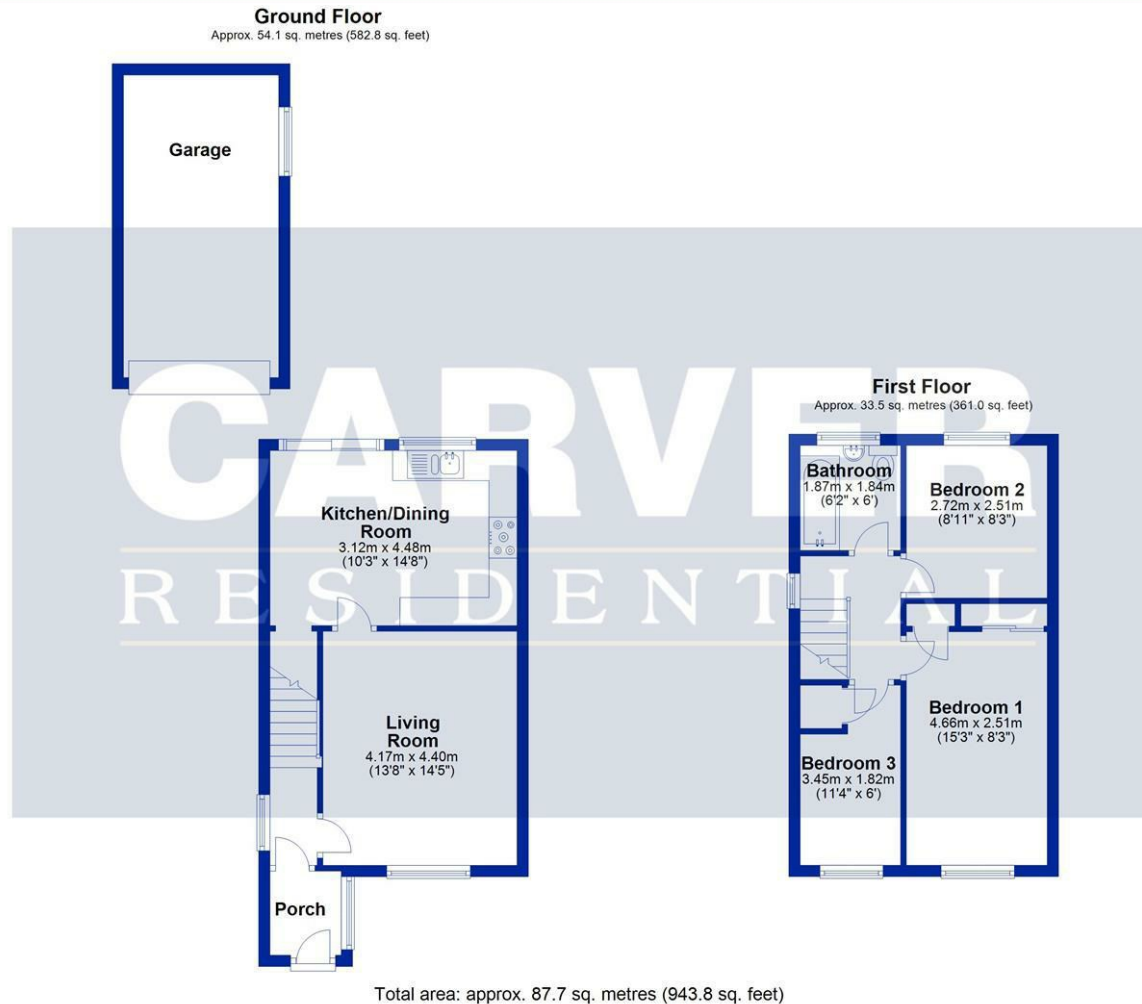 Ground Floor
Approx. 54.1 sq. metres (582.8 sq. feet)
Garage
CARVER
RESIDENTIAL
First Floor
Approx. 33.5 sq. metres (361.0 sq. feet)
Kitchen/Dining
Room
3.12m x 4.48m
(10'3" x 14'8")
Living
Room
4.17m x 4.40m
(13'8" x 14'5")
Porch
Bathroom
1.87m x 1.84m
(6'2" x 6')
Bedroom 2
2.72m x 2.51m
(8'11" x 8'3")
Bedroom 1
4.66m x 2.51m
(15'3" x 8'3")
Bedroom 3
3.45m x 1.82m
(11'4" x 6')
Total area: approx. 87.7 sq. metres (943.8 sq. feet)